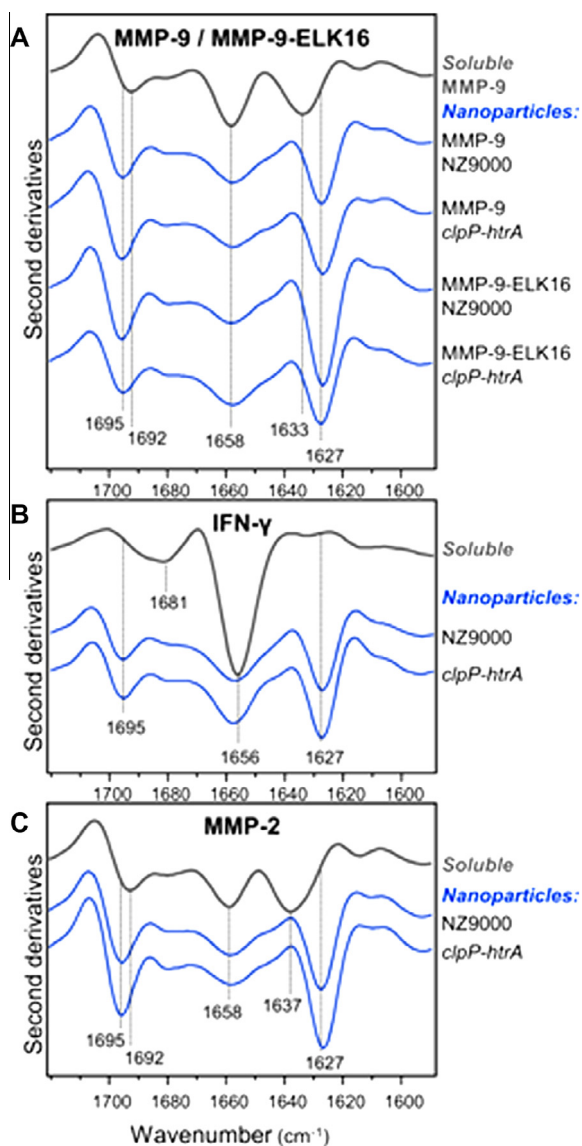 A
MMP-9 / MMP-9-ELK16
Second derivatives
Soluble
MMP-9
Nanoparticles:
MMP-9
NZ9000
MMP-9
clpP-htrA
MMP-9-ELK16
NZ9000
MMP-9-ELK16
clpP-htrA
1695
1692
1658
1633
1627
1700 1680 1660 1640 1620 1600
B
IFN-γ
Second derivatives
Soluble
Nanoparticles:
NZ9000
clpP-htrA
1681
1695
1656
1627
1700 1680 1660 1640 1620 1600
C
MMP-2
Second derivatives
Soluble
Nanoparticles:
NZ9000
clpP-htrA
1695
1692
1658
1637
1627
1700 1680 1660 1640 1620 1600
Wavenumber (cm⁻¹)